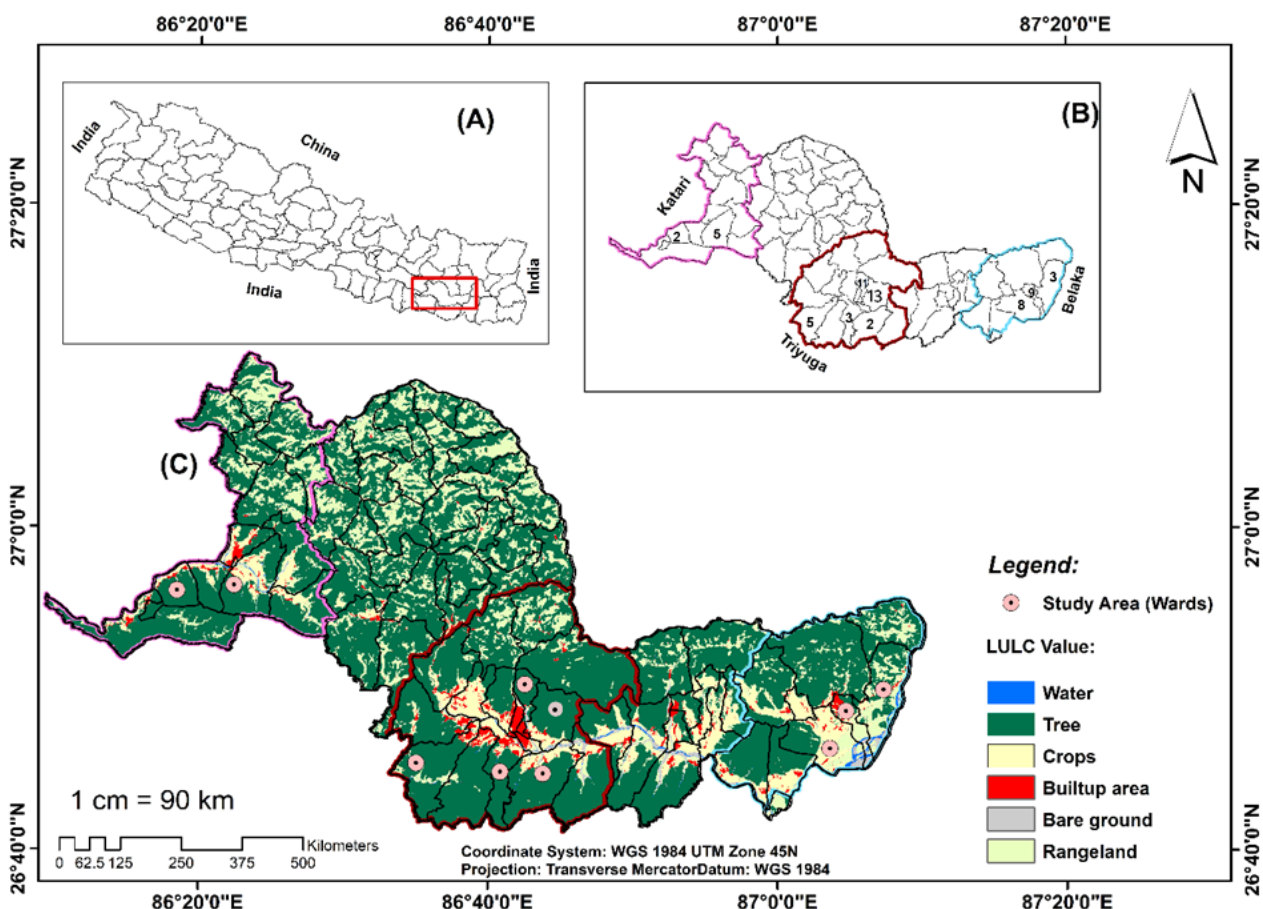 86°20'0"E 86°40'0"E 87°0'0"E 87°20'0"E
27°20'0"N
27°0'0"N
26°40'0"N
(A)
India
China
India
India
(B)
Katari
2
5
11
13
5
3
2
Triyuga
3
9
8
Belaka
N
27°20'0"N
27°0'0"N
26°40'0"N
(C)
Legend:
Study Area (Wards)
LULC Value:
Water
Tree
Crops
Builtup area
Bare ground
Rangeland
1 cm = 90 km
Kilometers
0 62.5 125 250 375 500
Coordinate System: WGS 1984 UTM Zone 45N
Projection: Transverse MercatorDatum: WGS 1984
86°20'0"E 86°40'0"E 87°0'0"E 87°20'0"E